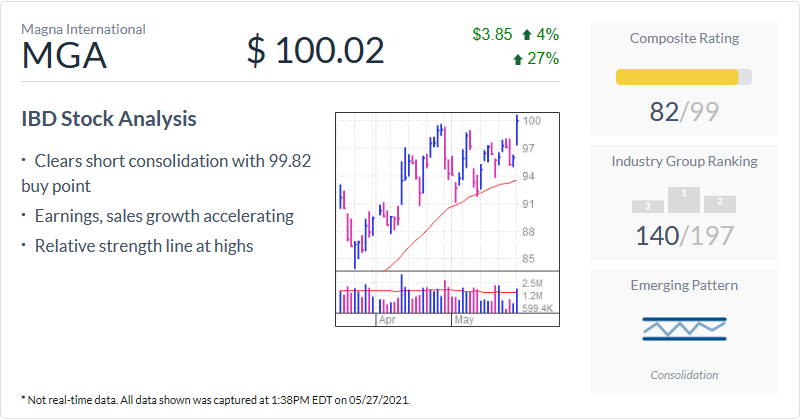 Magna International
MGA
$ 100.02
$3.85 4%
27%
IBD Stock Analysis
· Clears short consolidation with 99.82
buy point
· Earnings, sales growth accelerating
· Relative strength line at highs
100
97
94
91
88
85
2.5M
1.2M
599.4K
Apr
May
Composite Rating
82/99
Industry Group Ranking
3
1
2
140/197
Emerging Pattern
Consolidation
* Not real-time data. All data shown was captured at 1:38PM EDT on 05/27/2021.